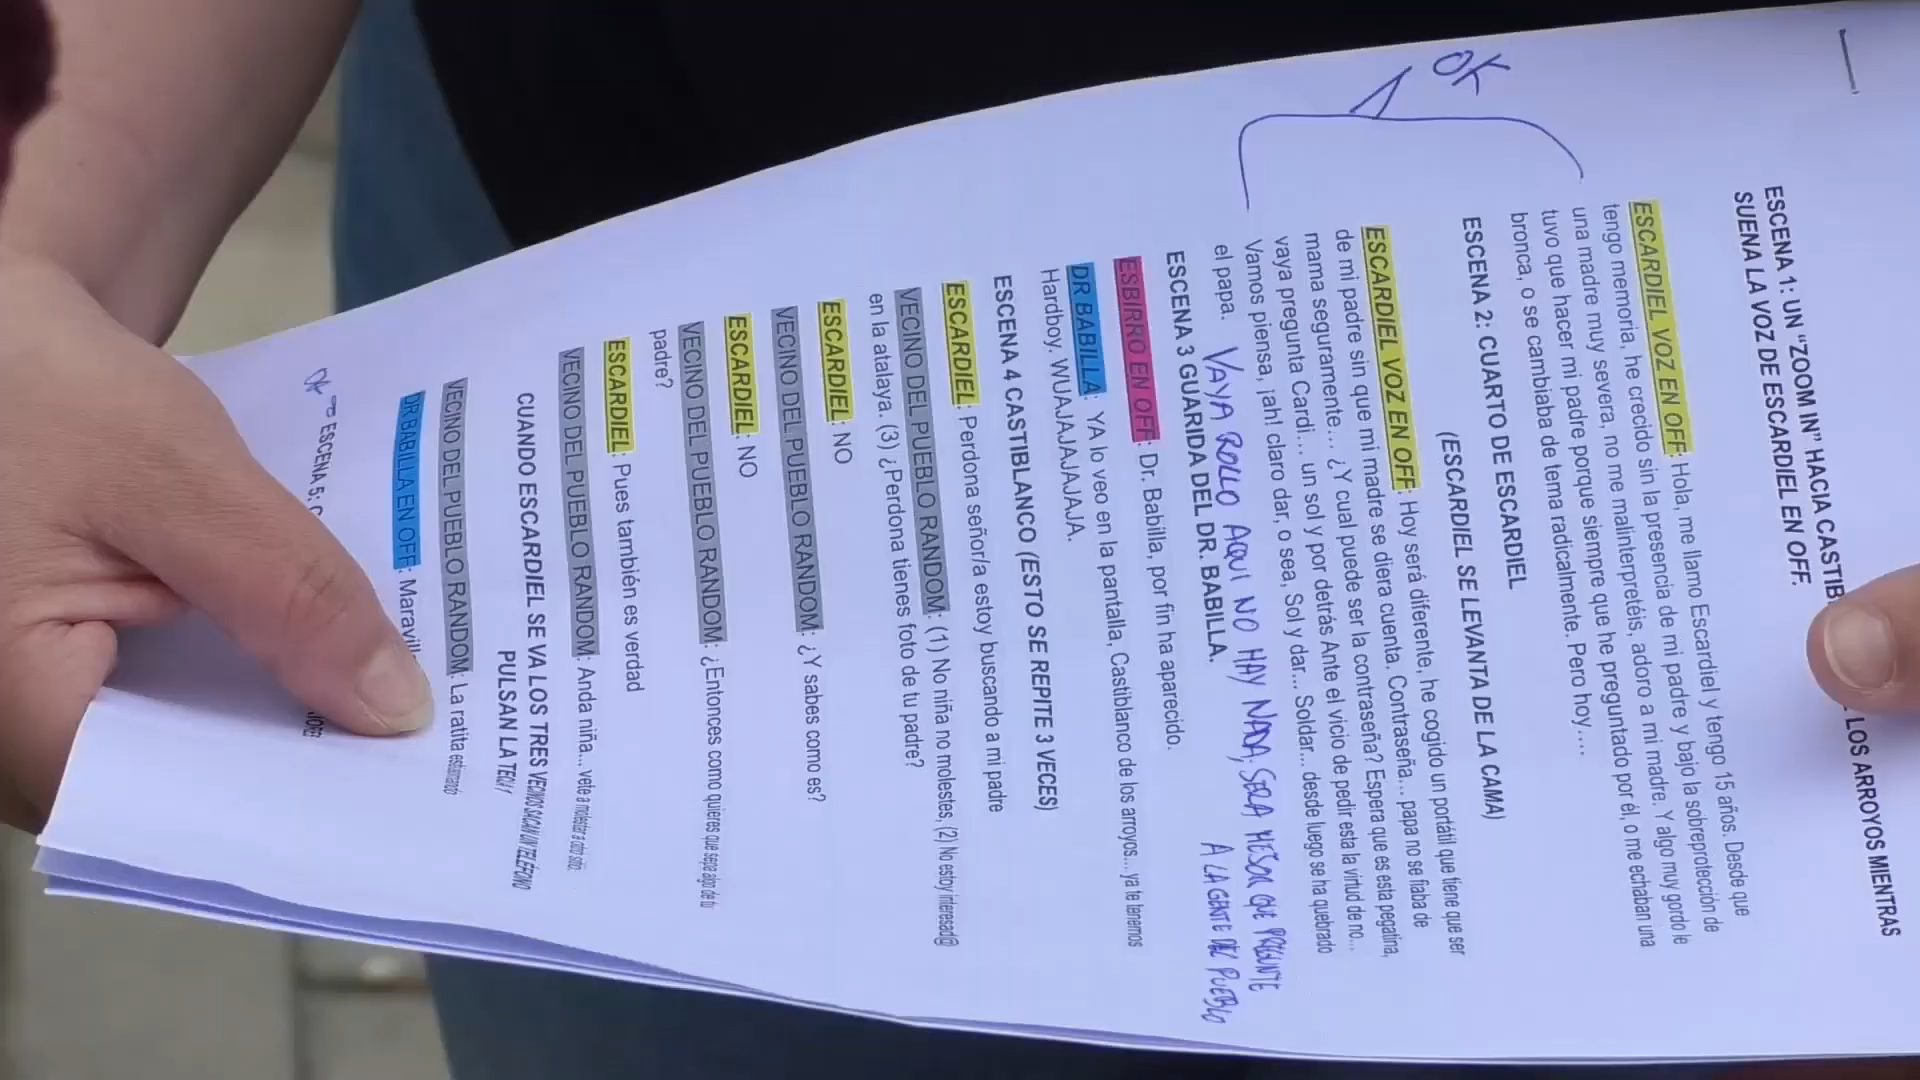 OK
ESCENA 1: UN “ZOOM IN” HACIA CASTIB LOS ARROYOS MIENTRAS
SUENA LA VOZ DE ESCARDIEL EN OFF.
ESCARDIEL VOZ EN OFF: Hola, me llamo Escardiel y tengo 15 años. Desde que
tengo memoria, he crecido sin la presencia de mi padre y bajo la sobreprotección de
una madre muy severa, no me malinterpretéis, adoro a mi madre. Y algo muy gordo le
tuvo que hacer mi padre porque siempre que he preguntado por él, o me echaban una
bronca, o se cambiaba de tema radicalmente. Pero hoy....
ESCENA 2: CUARTO DE ESCARDIEL
(ESCARDIEL SE LEVANTA DE LA CAMA)
ESCARDIEL VOZ EN OFF: Hoy será diferente, he cogido un portátil que tiene que ser
de mi padre sin que mi madre se diera cuenta. Contraseña... papa no se fiaba de
mama seguramente... ¿Y cual puede ser la contraseña? Espera que es esta pegatina,
vaya pregunta Cardi... un sol y por detrás Ante el vicio de pedir esta la virtud de no...
Vamos piensa, ¡ah! claro dar, o sea, Sol y dar... Soldar... desde luego se ha quebrado
el papa. VAYA ROLLO AQUI NO HAY NADA, SERA MEJOR QUE PREGUNTE
A LA GENTE DEL PUEBLO
ESCENA 3 GUARIDA DEL DR. BABILLA.
ESBIRRO EN OFF: Dr. Babilla, por fin ha aparecido.
DR BABILLA: YA lo veo en la pantalla, Castiblanco de los arroyos... ya te tenemos
Hardboy. WUAJAJAJAJAJA.
ESCENA 4 CASTIBLANCO (ESTO SE REPITE 3 VECES)
ESCARDIEL: Perdona señor/a estoy buscando a mi padre
VECINO DEL PUEBLO RANDOM: (1) No niña no molestes, (2) No estoy interesad@
en la atalaya. (3) ¿Perdona tienes foto de tu padre?
ESCARDIEL: NO
VECINO DEL PUEBLO RANDOM: ¿Y sabes como es?
ESCARDIEL: NO
VECINO DEL PUEBLO RANDOM: ¿Entonces como quieres que sepa algo de tu
padre?
ESCARDIEL: Pues también es verdad
VECINO DEL PUEBLO RANDOM: Anda niña... vete a molestar a otro sitio.
CUANDO ESCARDIEL SE VA LOS TRES VECINOS SACAN UN TELÉFONO
PULSAN LA TECLA
VECINO DEL PUEBLO RANDOM: La ratita estamando
DR BABILLA EN OFF: Maravill
OK ESCENA 5: C